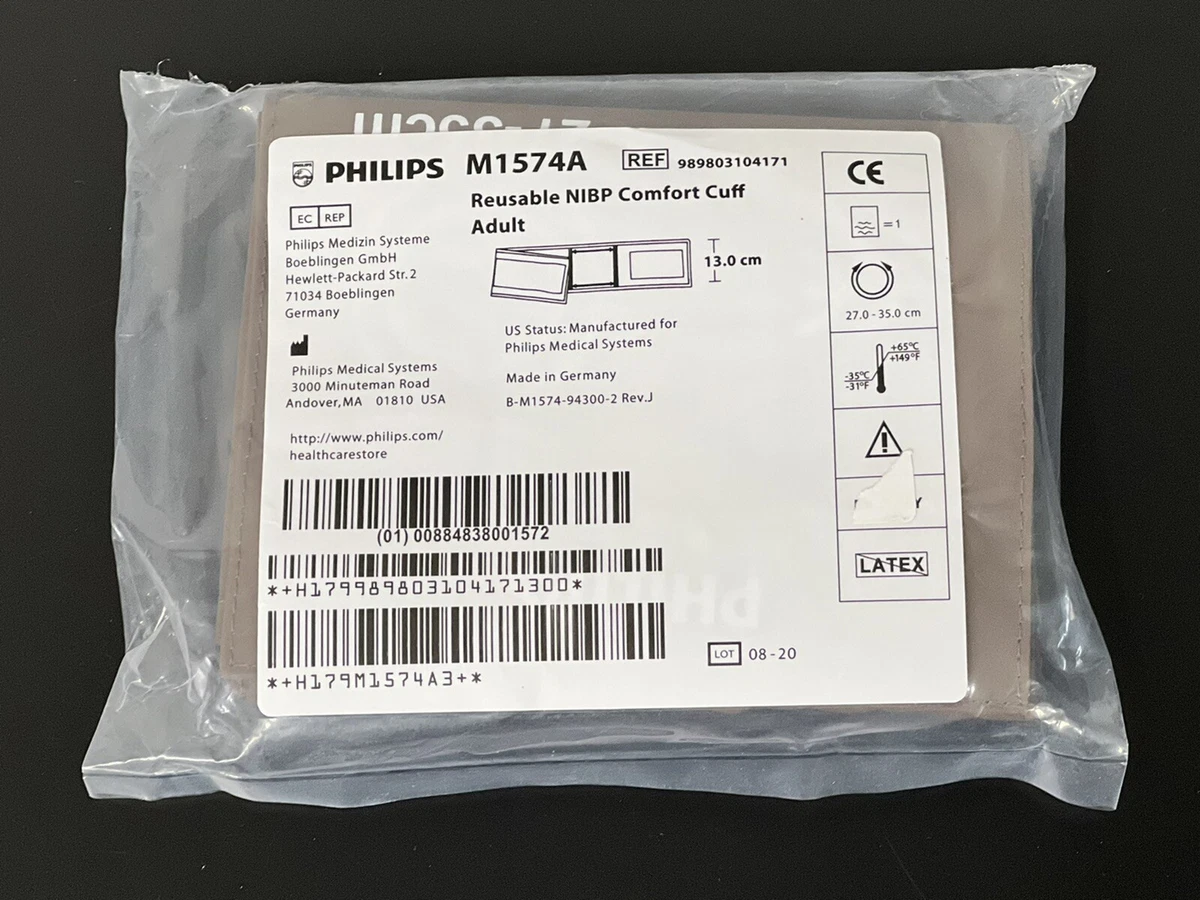 PHILIPS M1574A REF 989803104171
Reusable NIBP Comfort Cuff
Adult
13.0 cm
EC REP
Philips Medizin Systeme
Boeblingen GmbH
Hewlett-Packard Str. 2
71034 Boeblingen
Germany
Philips Medical Systems
3000 Minuteman Road
Andover, MA 01810 USA
http://www.philips.com/
healthcarestore
US Status: Manufactured for
Philips Medical Systems
Made in Germany
B-M1574-94300-2 Rev.J
(01) 00884838001572
*+H179989803104171300*
*+H179M1574A3+*
LOT 08-20
CE
=1
27.0 - 35.0 cm
+65°C
+149°F
-35°C
-31°F
!
LATEX
PHILIPS